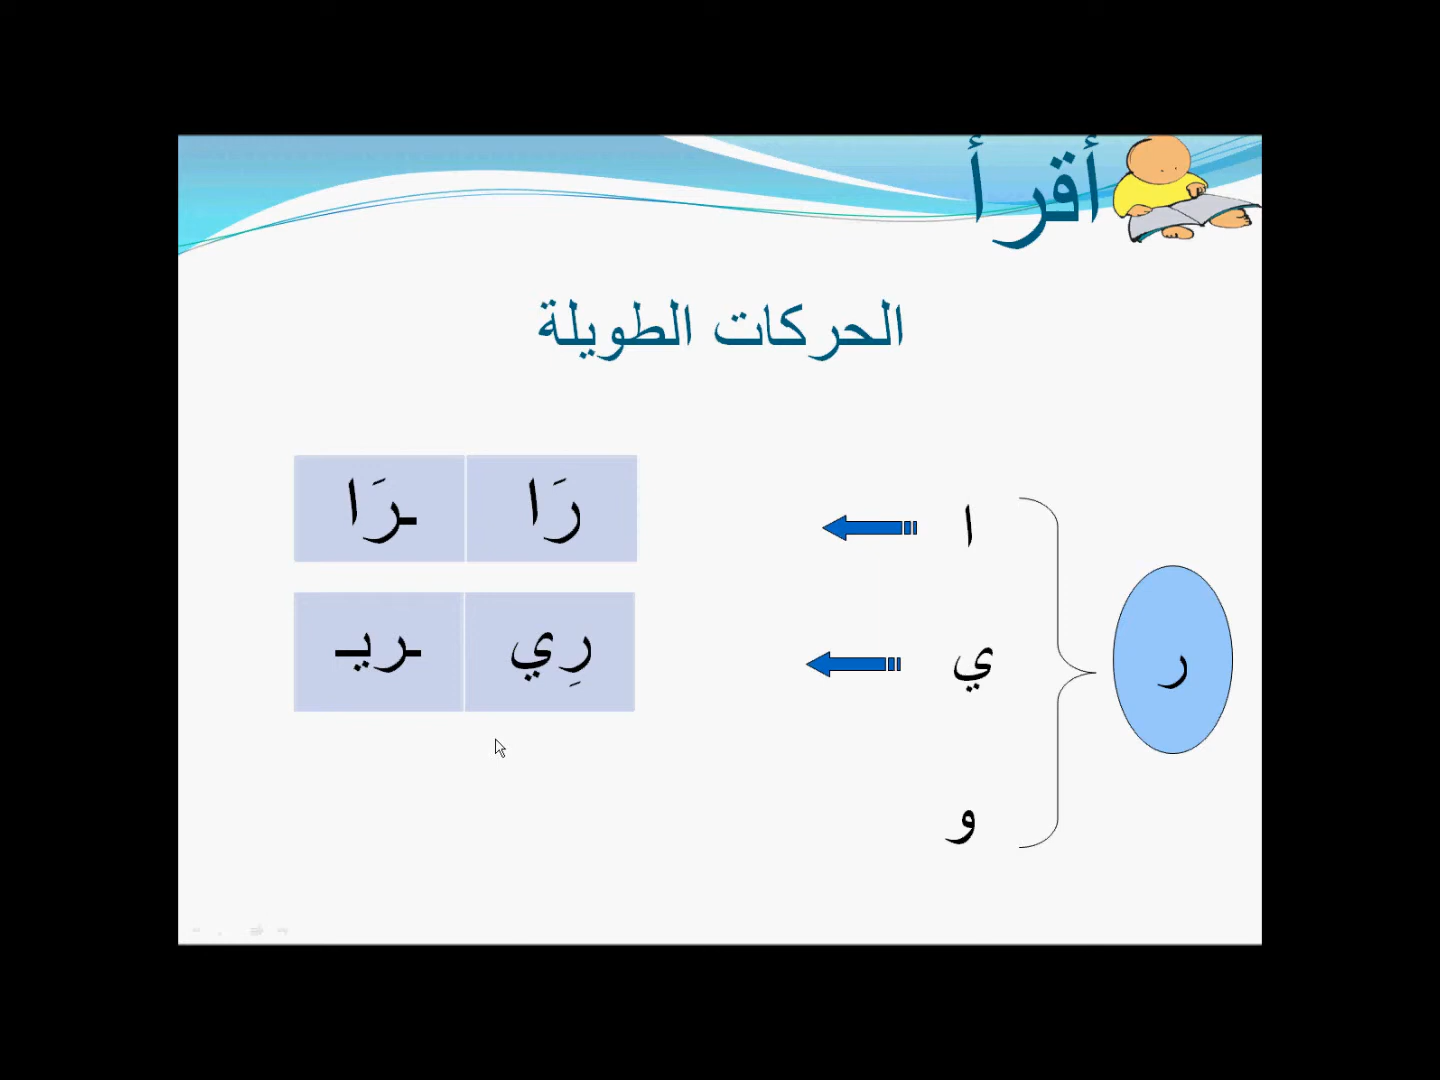 أقرأ
الحركات الطويلة
ا رَا ـرَا
ر
ي رِي ـريـ
و